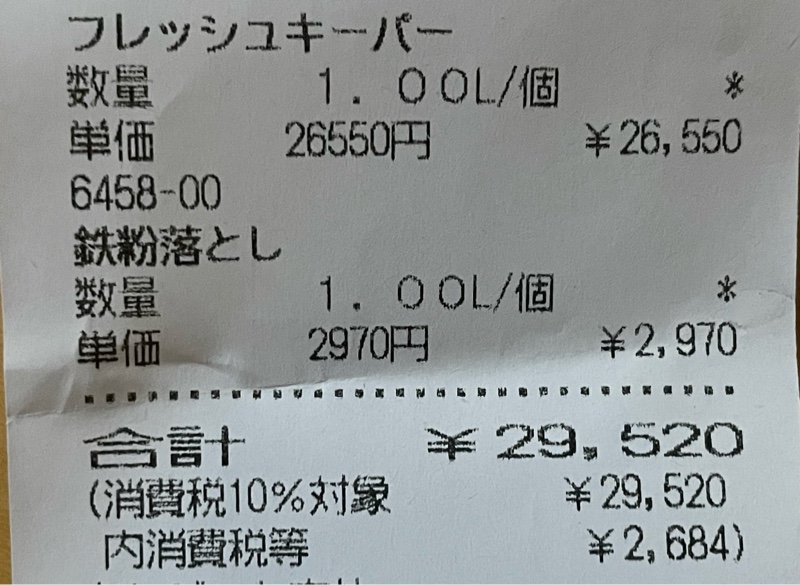 フレッシュキーパー
数量 1.00L/個 *
単価 26550円 ¥26,550
6458-00
鉄粉落とし
数量 1.00L/個 *
単価 2970円 ¥2,970
合計 ¥29,520
(消費税10%対象 ¥29,520
内消費税等 ¥2,684)